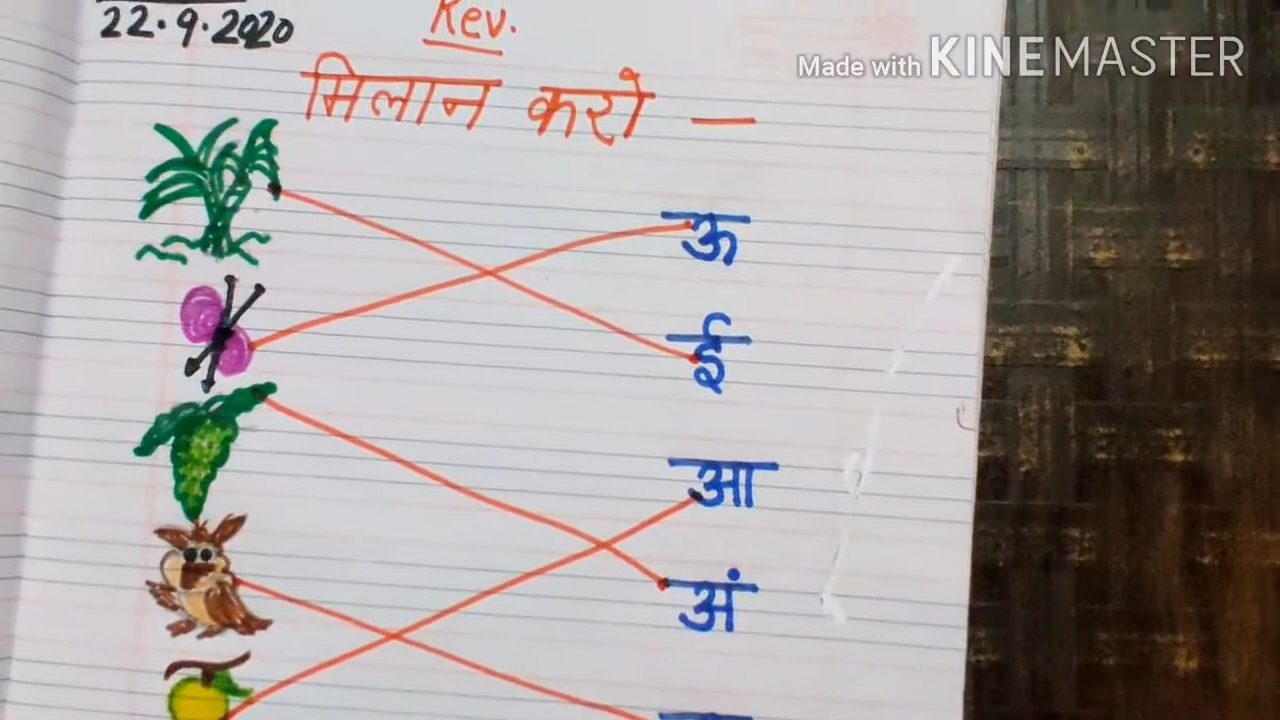 22.9.2020
Rev.
Made with KINEMASTER
मिलान करो —
ऊ
ई
आ
अं